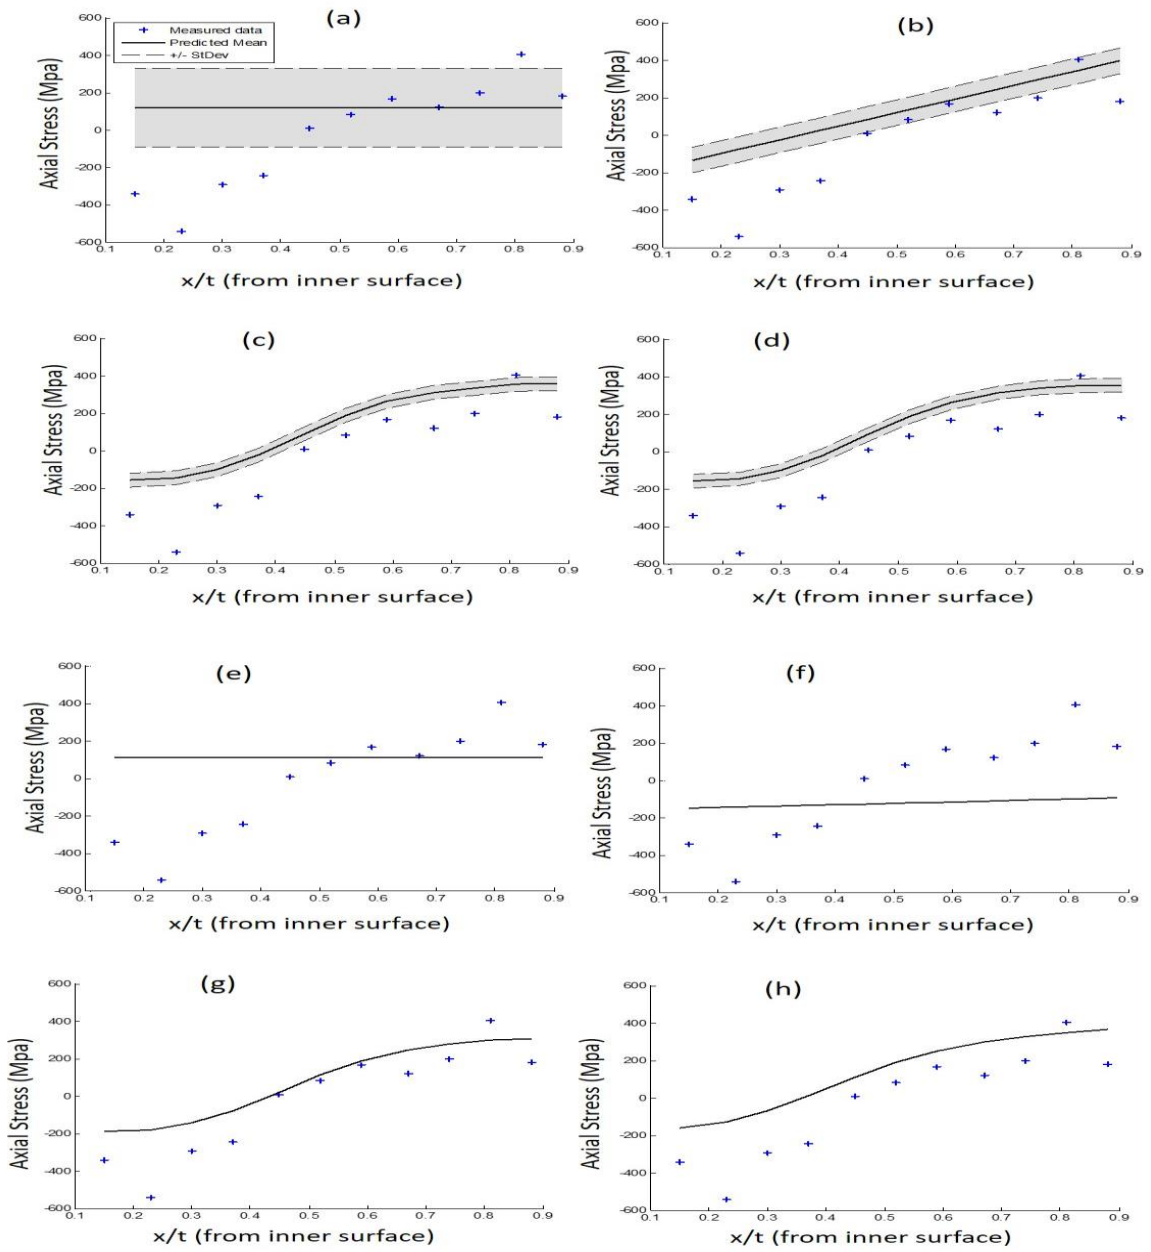 (a)
600
400
200
0
-200
-400
-600
0.1 0.2 0.3 0.4 0.5 0.6 0.7 0.8 0.9
Axial Stress (Mpa)
x/t (from inner surface)
Measured data
Predicted Mean
+/- StDev
(b)
600
400
200
0
-200
-400
-600
0.1 0.2 0.3 0.4 0.5 0.6 0.7 0.8 0.9
Axial Stress (Mpa)
x/t (from inner surface)
(c)
600
400
200
0
-200
-400
-600
0.1 0.2 0.3 0.4 0.5 0.6 0.7 0.8 0.9
Axial Stress (Mpa)
x/t (from inner surface)
(d)
600
400
200
0
-200
-400
-600
0.1 0.2 0.3 0.4 0.5 0.6 0.7 0.8 0.9
Axial Stress (Mpa)
x/t (from inner surface)
(e)
600
400
200
0
-200
-400
-600
0.1 0.2 0.3 0.4 0.5 0.6 0.7 0.8 0.9
Axial Stress (Mpa)
x/t (from inner surface)
(f)
600
400
200
0
-200
-400
-600
0.1 0.2 0.3 0.4 0.5 0.6 0.7 0.8 0.9
Axial Stress (Mpa)
x/t (from inner surface)
(g)
600
400
200
0
-200
-400
-600
0.1 0.2 0.3 0.4 0.5 0.6 0.7 0.8 0.9
Axial Stress (Mpa)
x/t (from inner surface)
(h)
600
400
200
0
-200
-400
-600
0.1 0.2 0.3 0.4 0.5 0.6 0.7 0.8 0.9
Axial Stress (Mpa)
x/t (from inner surface)